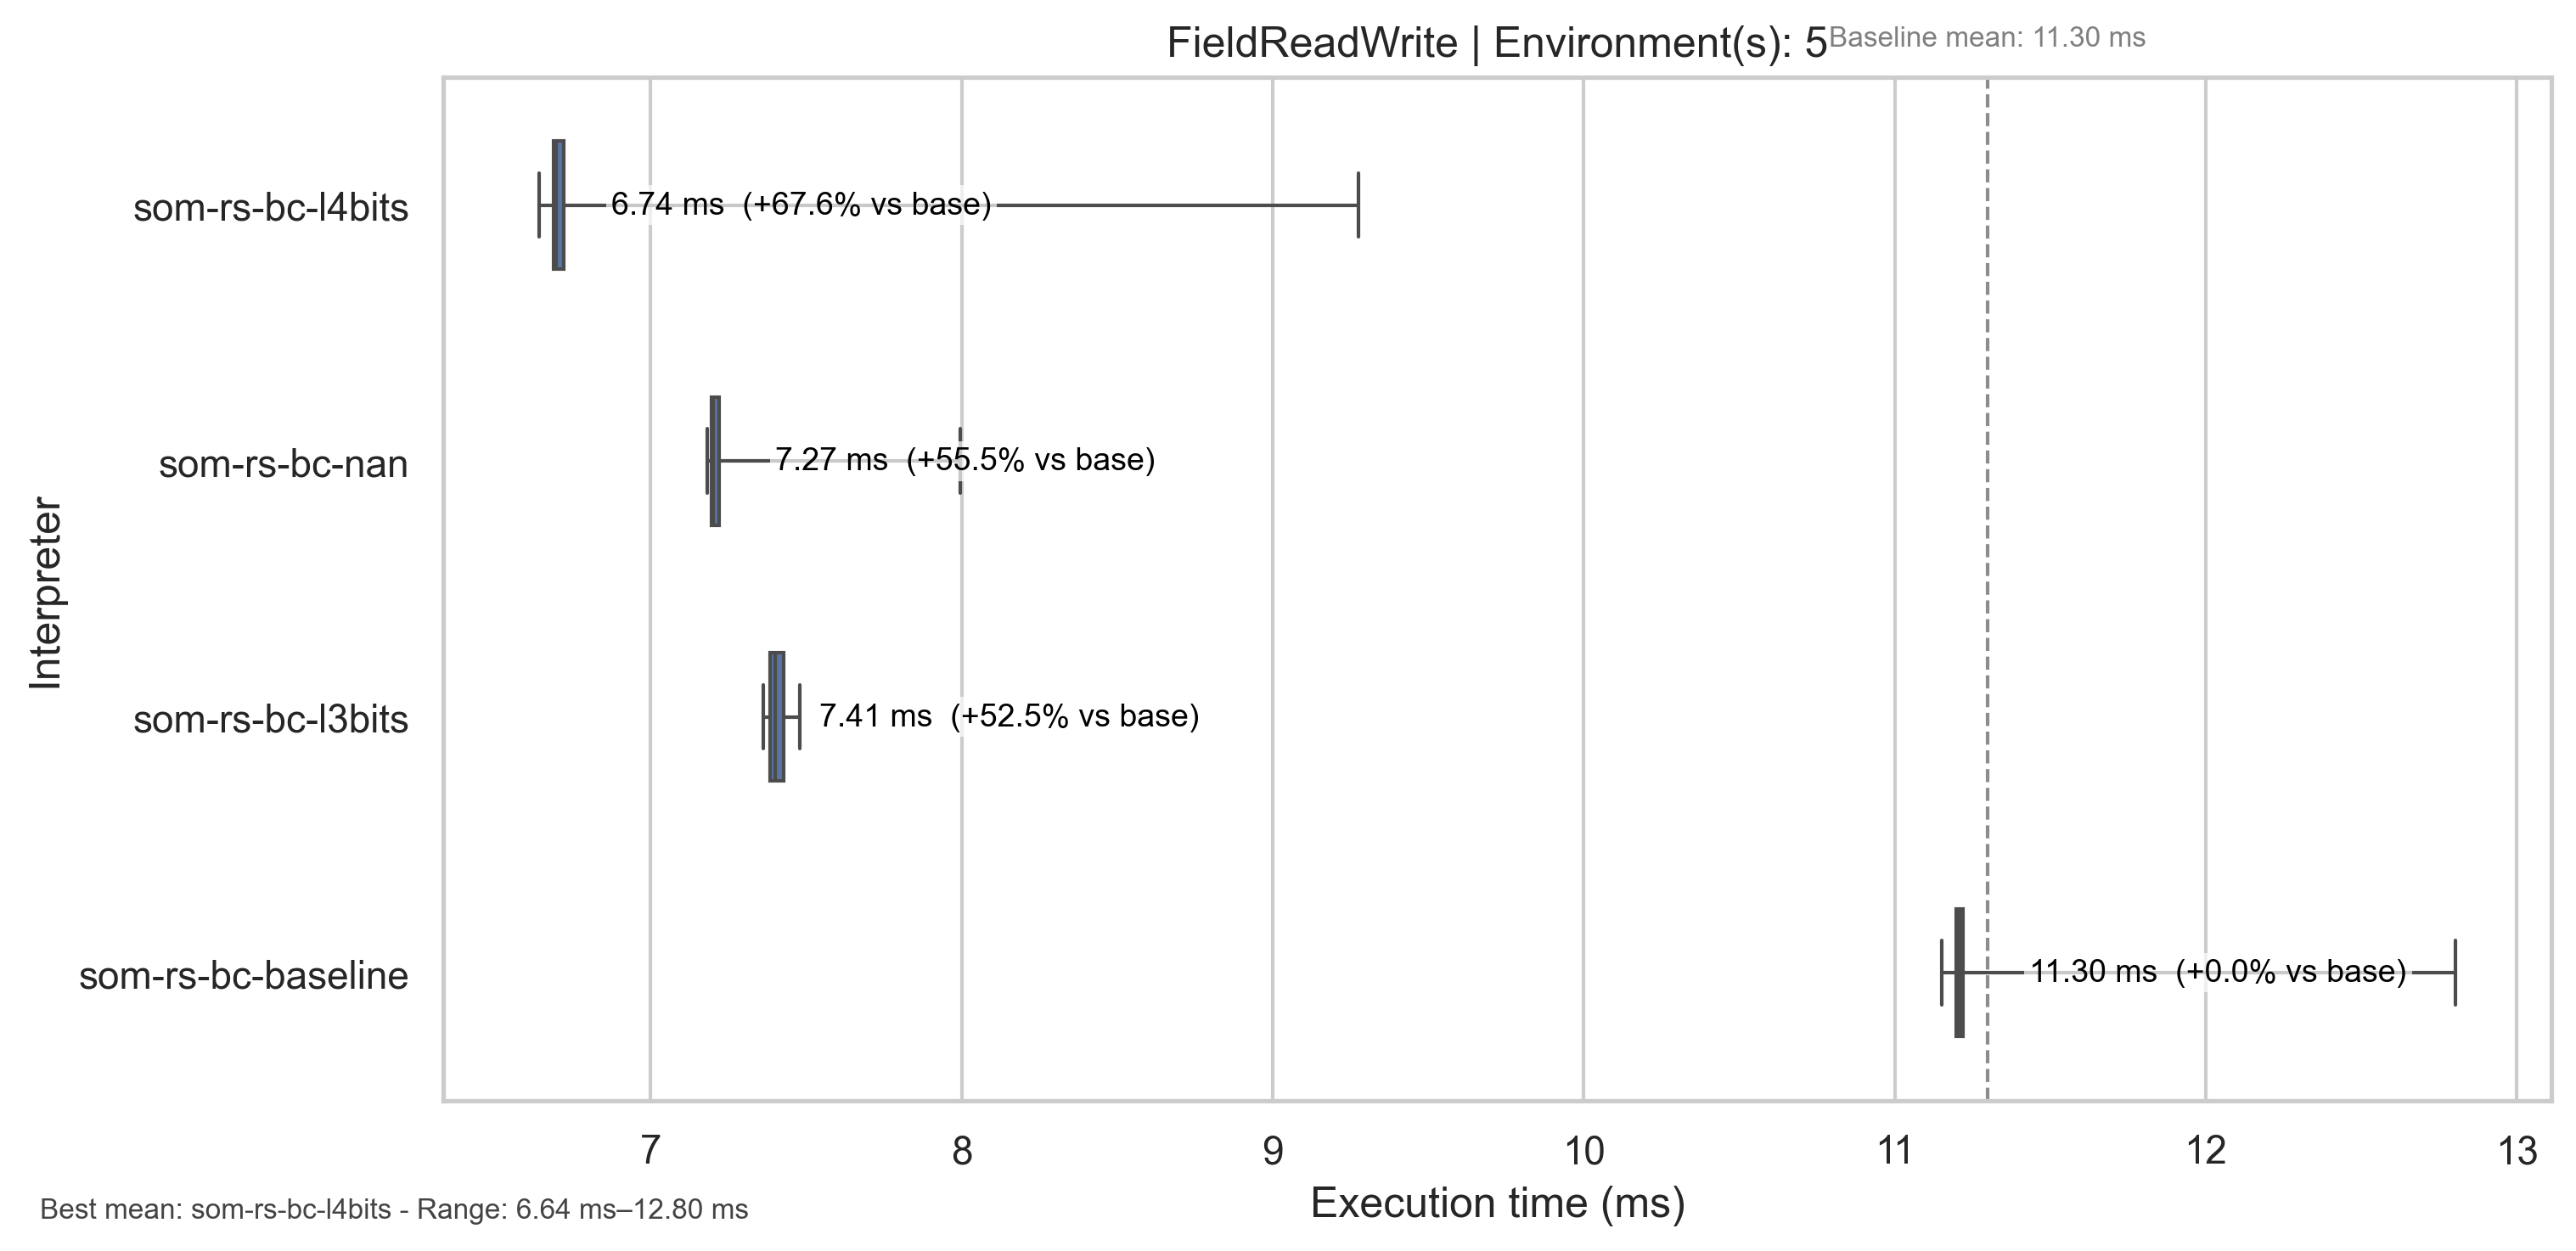 FieldReadWrite | Environment(s): 5
Baseline mean: 11.30 ms
Interpreter
som-rs-bc-l4bits
6.74 ms (+67.6% vs base)
som-rs-bc-nan
7.27 ms (+55.5% vs base)
som-rs-bc-l3bits
7.41 ms (+52.5% vs base)
som-rs-bc-baseline
11.30 ms (+0.0% vs base)
7 8 9 10 11 12 13
Execution time (ms)
Best mean: som-rs-bc-l4bits - Range: 6.64 ms–12.80 ms